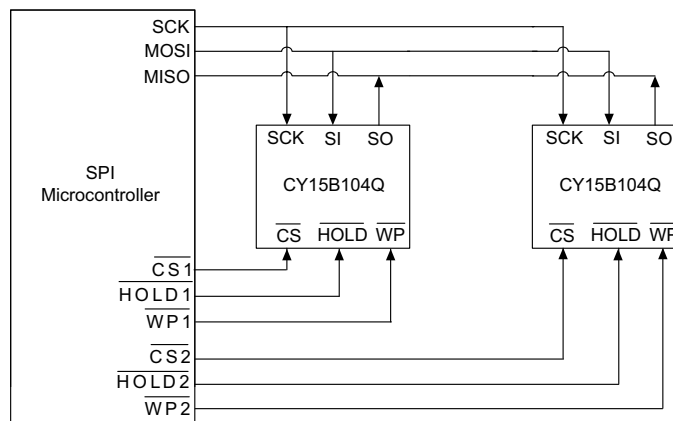 SCK
MOSI
MISO
SPI
Microcontroller
SCK SI SO
CY15B104Q
CS HOLD WP
SCK SI SO
CY15B104Q
CS HOLD WP
CS1
HOLD1
WP1
CS2
HOLD2
WP2